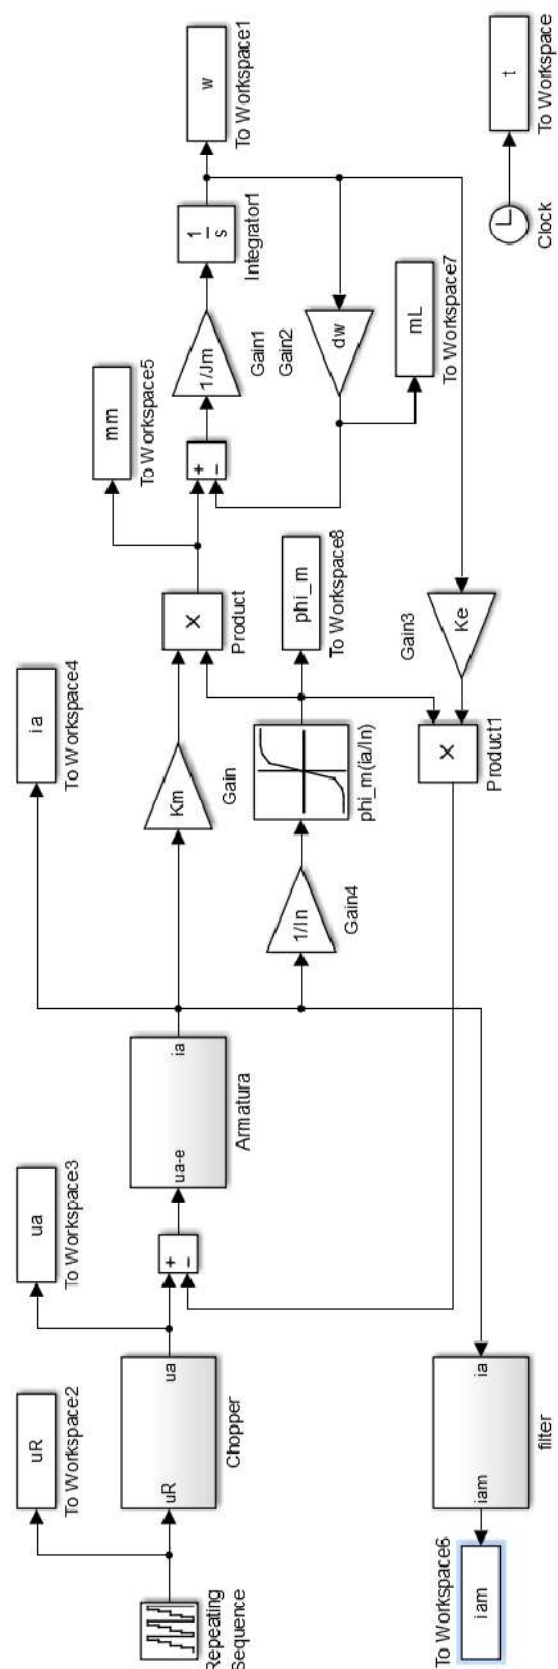 uR
To Workspace2
ua
To Workspace3
ia
To Workspace4
mm
To Workspace5
w
To Workspace1
Repeating
Sequence
uR
ua
Chopper
+
−
ua-e
ia
Armatura
Km
Gain
×
Product
+
−
1/Jm
Gain1
1
s
Integrator1
Gain2
dw
1/In
Gain4
phi_m(ia/In)
phi_m
To Workspace8
mL
To Workspace7
×
Product1
Gain3
Ke
To Workspace6
iam
iam
ia
filter
Clock
t
To Workspace